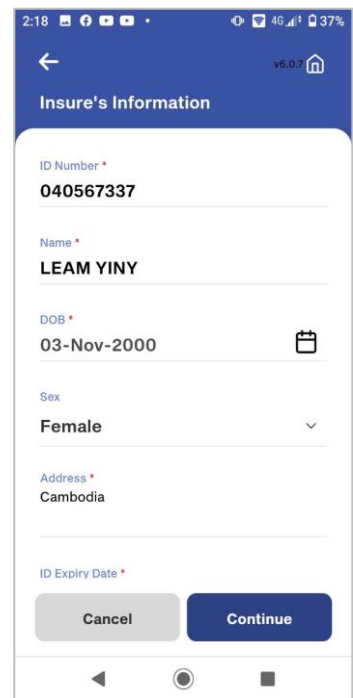 2:18 4G 37%
v6.0.7
Insure's Information
ID Number *
040567337
Name *
LEAM YINY
DOB *
03-Nov-2000
Sex
Female
Address *
Cambodia
ID Expiry Date *
Cancel Continue